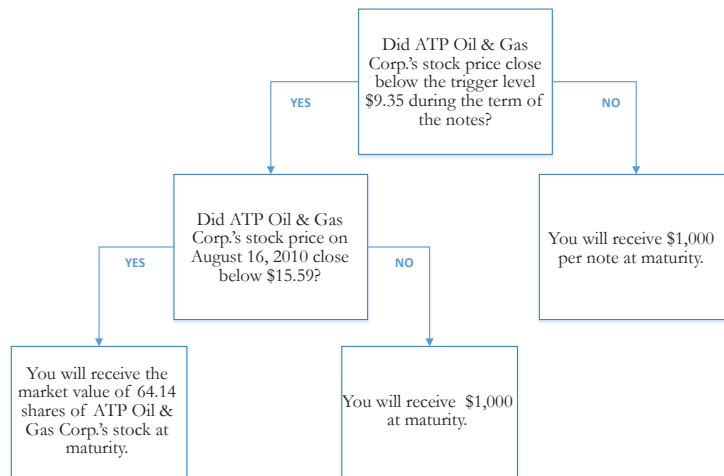 Did ATP Oil & Gas
Corp.'s stock price close
below the trigger level
$9.35 during the term of
the notes?
YES
NO
Did ATP Oil & Gas
Corp.'s stock price on
August 16, 2010 close
below $15.59?
You will receive $1,000
per note at maturity.
YES
NO
You will receive the
market value of 64.14
shares of ATP Oil &
Gas Corp.'s stock at
maturity.
You will receive $1,000
at maturity.